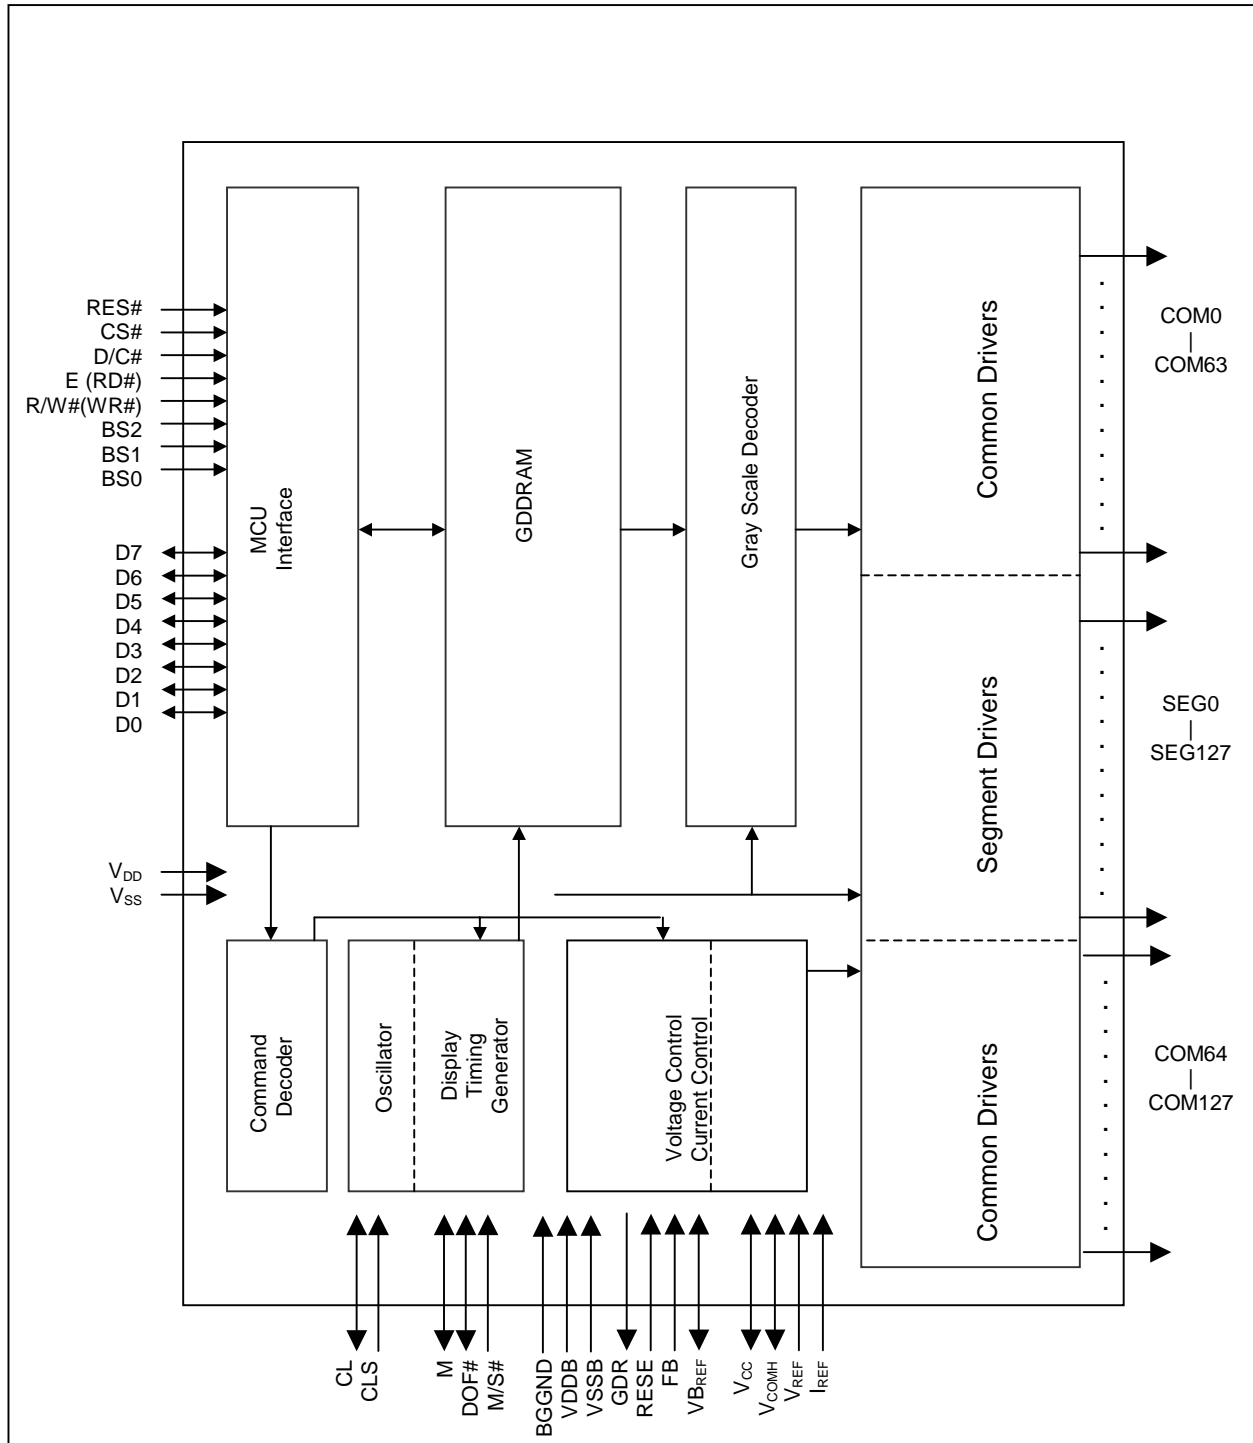 RES#
CS#
D/C#
E (RD#)
R/W#(WR#)
BS2
BS1
BS0
D7
D6
D5
D4
D3
D2
D1
D0
VDD
VSS
MCU
Interface
GDDRAM
Gray Scale Decoder
Common Drivers
Segment Drivers
Common Drivers
COM0
|
COM63
SEG0
|
SEG127
COM64
|
COM127
Command
Decoder
Oscillator
Display
Timing
Generator
Voltage Control
Current Control
CL
CLS
M
DOF#
M/S#
BGGND
VDDB
VSSB
GDR
RESE
FB
VBREF
VCC
VCOMH
VREF
IREF